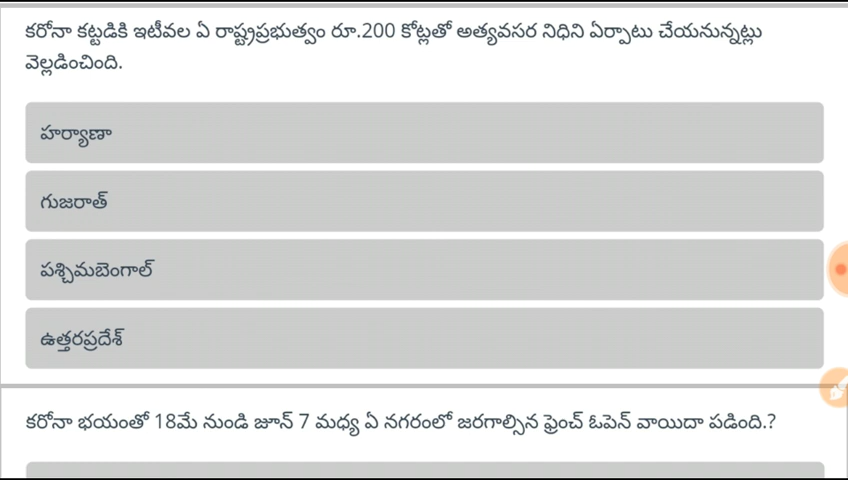 కరోనా కట్టడికి ఇటీవల ఏ రాష్ట్రప్రభుత్వం రూ.200 కోట్లతో అత్యవసర నిధిని ఏర్పాటు చేయనున్నట్లు
వెల్లడించింది.
హర్యాణా
గుజరాత్
పశ్చిమబెంగాల్
ఉత్తరప్రదేశ్
కరోనా భయంతో 18మే నుండి జూన్ 7 మధ్య ఏ నగరంలో జరగాల్సిన ఫ్రెంచ్ ఓపెన్ వాయిదా పడింది.?